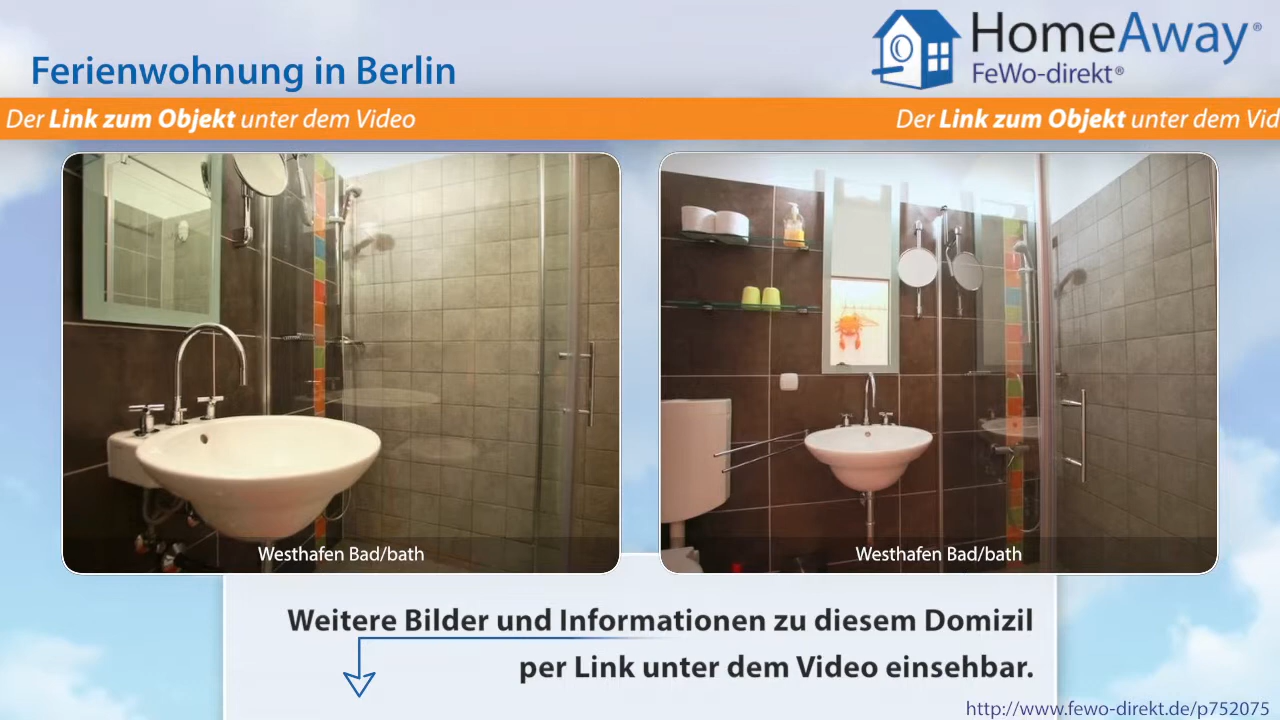 HomeAway®
FeWo-direkt®
Ferienwohnung in Berlin
Der Link zum Objekt unter dem Video
Der Link zum Objekt unter dem Vid
Westhafen Bad/bath
Westhafen Bad/bath
Weitere Bilder und Informationen zu diesem Domizil
per Link unter dem Video einsehbar.
http://www.fewo-direkt.de/p752075